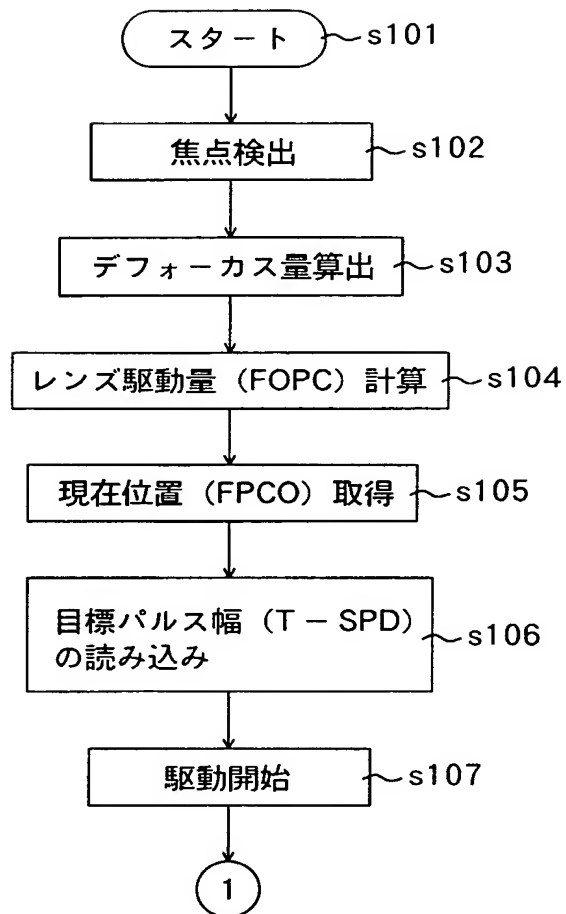 スタート s101
焦点検出 s102
デフォーカス量算出 s103
レンズ駆動量（FOPC）計算 s104
現在位置（FPCO）取得 s105
目標パルス幅（T－SPD）
の読み込み s106
駆動開始 s107
1